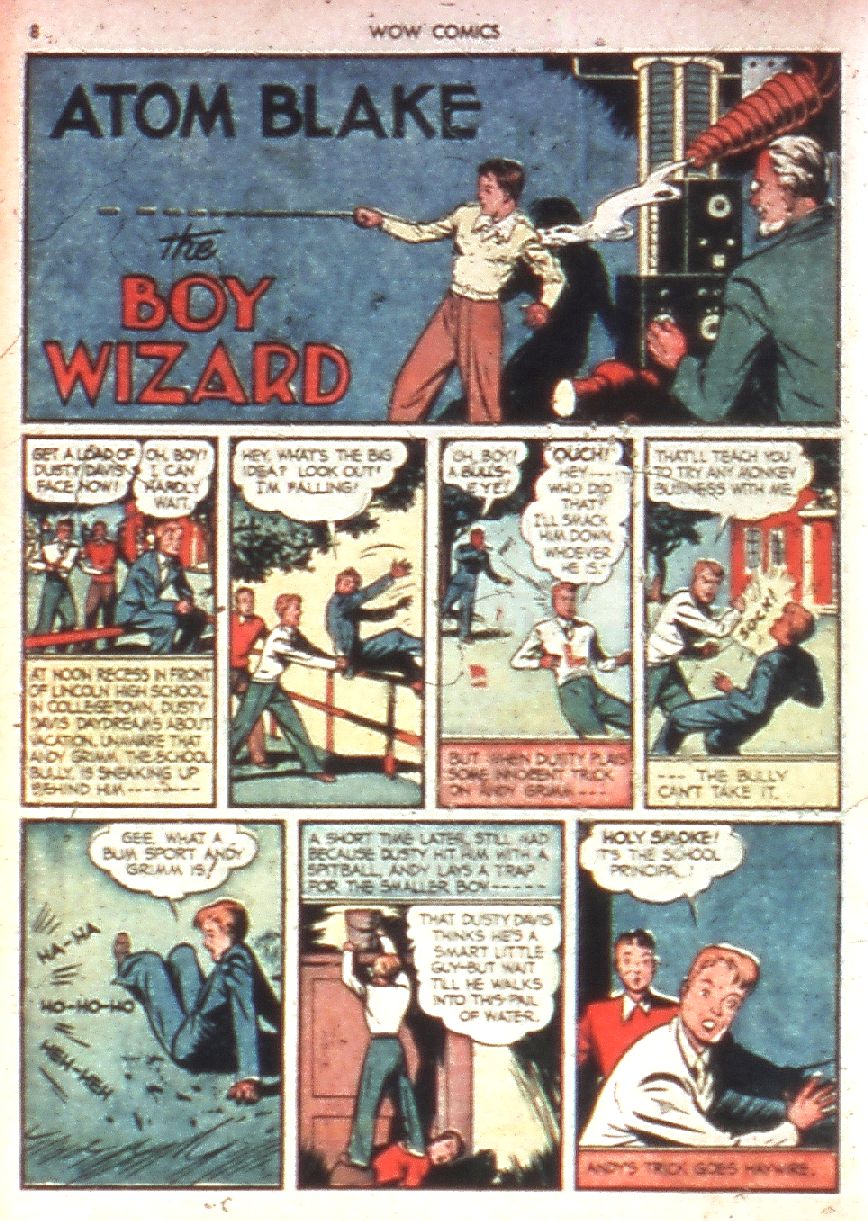 8
WOW COMICS
ATOM BLAKE
the
BOY
WIZARD
GET A LOAD OF
DUSTY DAVIS'
FACE NOW!
OH, BOY!
I CAN
HARDLY
WAIT.
AT NOON RECESS IN FRONT
OF LINCOLN HIGH SCHOOL
IN COLLEGETOWN, DUSTY
DAVIS DAYDREAMS ABOUT
VACATION, UNAWARE THAT
ANDY GRIMM, THE SCHOOL
BULLY, IS SNEAKING UP
BEHIND HIM ------
HEY, WHAT'S THE BIG
IDEA? LOOK OUT!
I'M FALLING!
OH, BOY!
A BULL'S-
EYE!
OUCH!
HEY----
WHO DID
THAT?
I'LL SMACK
HIM DOWN,
WHOEVER
HE IS.
BUT, WHEN DUSTY PLAYS
SOME INNOCENT TRICK
ON ANDY GRIMM----
THAT'LL TEACH YOU
TO TRY ANY MONKEY
BUSINESS WITH ME.
SOCK!
--- THE BULLY
CAN'T TAKE IT.
GEE, WHAT A
BUM SPORT ANDY
GRIMM IS!
HA-HA
HO-HO-HO
HEH-HEH
A SHORT TIME LATER, STILL MAD
BECAUSE DUSTY HIT HIM WITH A
SPITBALL, ANDY LAYS A TRAP
FOR THE SMALLER BOY-----
THAT DUSTY DAVIS
THINKS HE'S A
SMART LITTLE
GUY-BUT WAIT
TILL HE WALKS
INTO THIS PAIL
OF WATER.
HOLY SMOKE!
IT'S THE SCHOOL
PRINCIPAL!
ANDY'S TRICK GOES HAYWIRE.